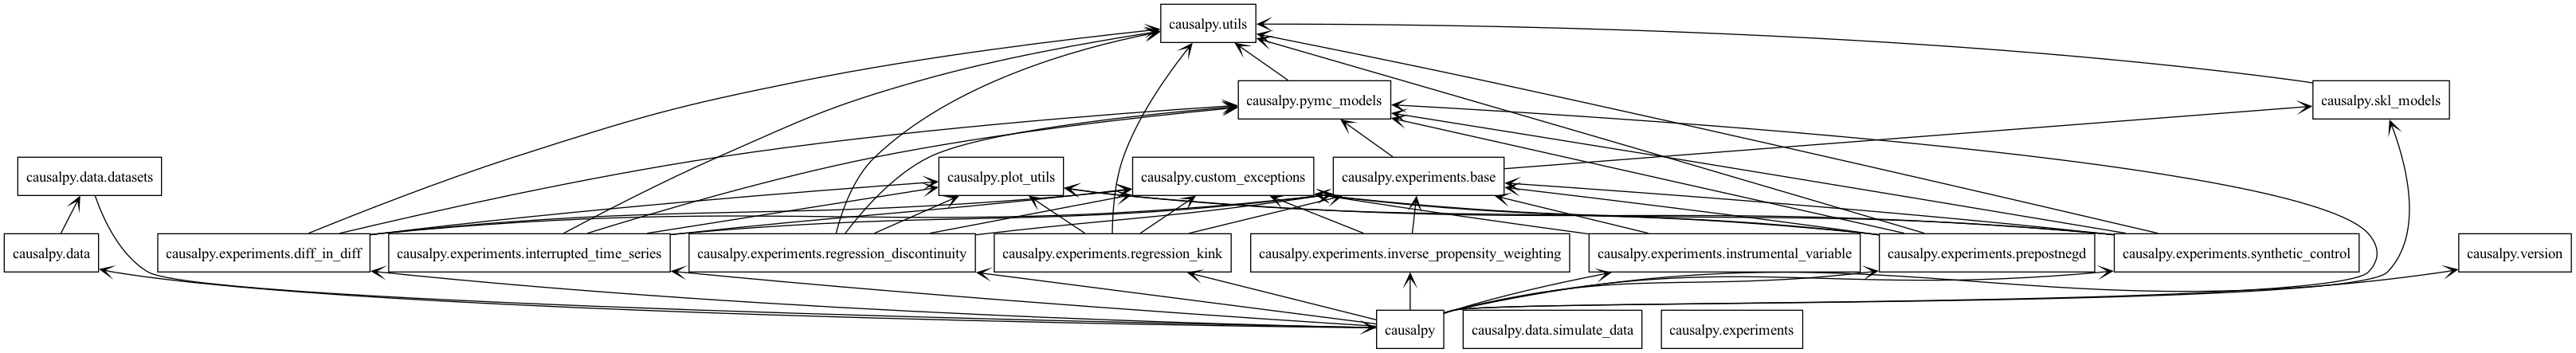 causalpy.utils
causalpy.pymc_models
causalpy.skl_models
causalpy.data.datasets
causalpy.plot_utils
causalpy.custom_exceptions
causalpy.experiments.base
causalpy.data
causalpy.experiments.diff_in_diff
causalpy.experiments.interrupted_time_series
causalpy.experiments.regression_discontinuity
causalpy.experiments.regression_kink
causalpy.experiments.inverse_propensity_weighting
causalpy.experiments.instrumental_variable
causalpy.experiments.prepostnegd
causalpy.experiments.synthetic_control
causalpy.version
causalpy
causalpy.data.simulate_data
causalpy.experiments